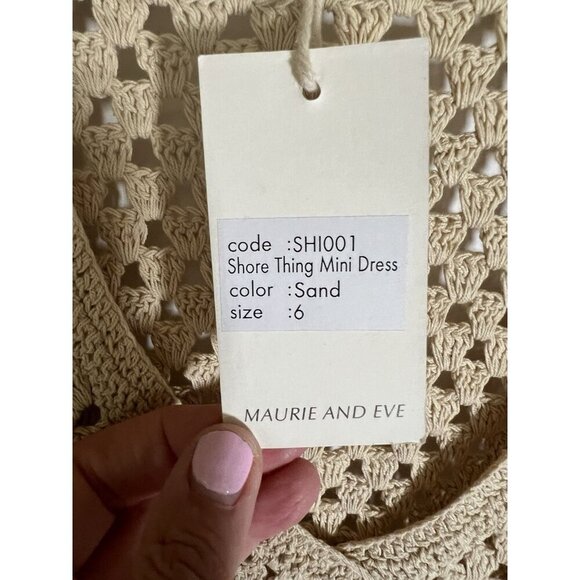 code :SHI001
Shore Thing Mini Dress
color :Sand
size :6
MAURIE AND EVE